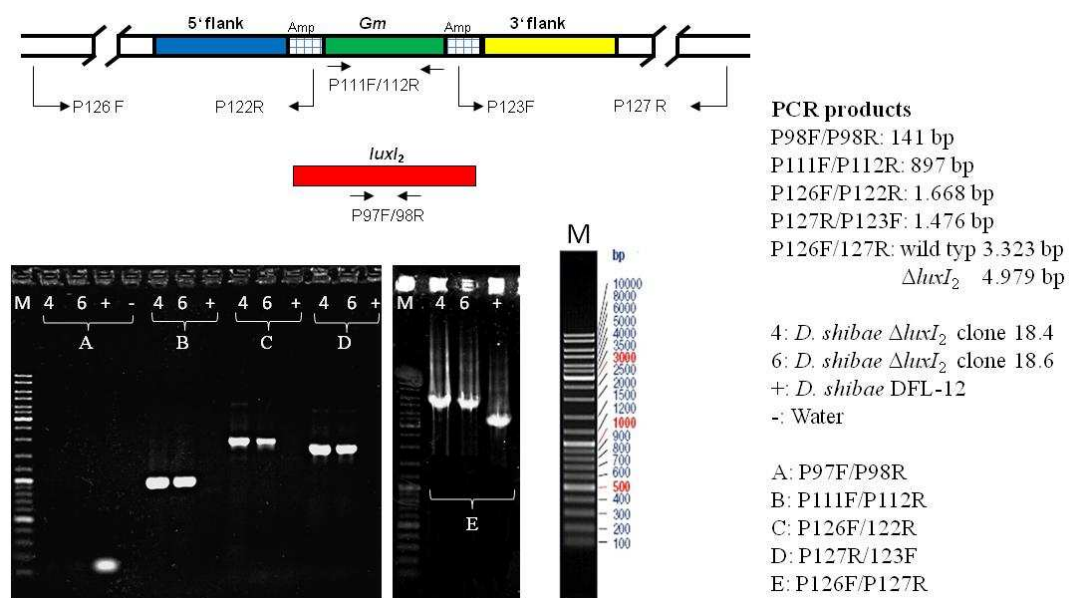 5'flank Amp Gm Amp 3'flank
P111F/112R
P126 F P122R P123F P127 R
luxI₂
P97F/98R
PCR products
P98F/P98R: 141 bp
P111F/P112R: 897 bp
P126F/P122R: 1.668 bp
P127R/P123F: 1.476 bp
P126F/127R: wild typ 3.323 bp
ΔluxI₂ 4.979 bp
4: D. shibae ΔluxI₂ clone 18.4
6: D. shibae ΔluxI₂ clone 18.6
+: D. shibae DFL-12
-: Water
A: P97F/P98R
B: P111F/P112R
C: P126F/122R
D: P127R/123F
E: P126F/P127R
M 4 6 + - 4 6 + 4 6 + 4 6 +
A B C D
M 4 6 +
E
M
bp
10000
8000
6000
5000
4000
3500
3000
2500
2000
1500
1200
1000
900
800
700
600
500
400
300
200
100